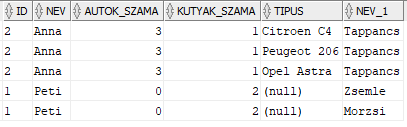 ID NEV AUTOK_SZAMA KUTYAK_SZAMA TIPUS NEV_1
2 Anna 3 1 Citroen C4 Tappancs
2 Anna 3 1 Peugeot 206 Tappancs
2 Anna 3 1 Opel Astra Tappancs
1 Peti 0 2 (null) Zsemle
1 Peti 0 2 (null) Morzsi